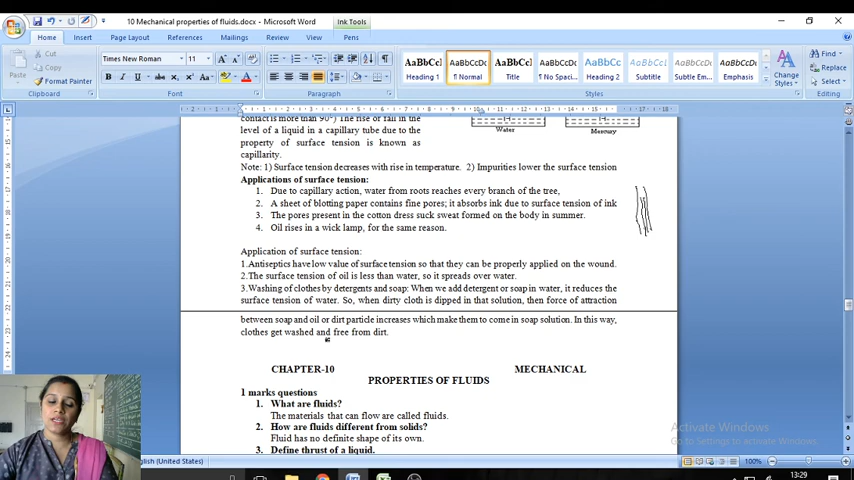 10 Mechanical properties of fluids.docx - Microsoft Word
Ink Tools
Home Insert Page Layout References Mailings Review View Pens
Paste
Cut
Copy
Format Painter
Clipboard
Times New Roman 11
Font
Paragraph
AaBbCcI AaBbCcDc AaBbCcI AaBbCcDc AaBbCc AaBbCcDc AaBbCcDc AaBbCcDc
Heading 1 ¶ Normal Title ¶ No Spaci... Heading 2 Subtitle Subtle Em... Emphasis
Styles
Change
Styles
Find
Replace
Select
Editing
contact is more than 90°) The rise or fall in the
level of a liquid in a capillary tube due to the
property of surface tension is known as
capillarity.
Water Mercury
Note: 1) Surface tension decreases with rise in temperature. 2) Impurities lower the surface tension
Applications of surface tension:
1. Due to capillary action, water from roots reaches every branch of the tree,
2. A sheet of blotting paper contains fine pores; it absorbs ink due to surface tension of ink
3. The pores present in the cotton dress suck sweat formed on the body in summer.
4. Oil rises in a wick lamp, for the same reason.
Application of surface tension:
1.Antiseptics have low value of surface tension so that they can be properly applied on the wound.
2.The surface tension of oil is less than water, so it spreads over water.
3.Washing of clothes by detergents and soap: When we add detergent or soap in water, it reduces the
surface tension of water. So, when dirty cloth is dipped in that solution, then force of attraction
between soap and oil or dirt particle increases which make them to come in soap solution. In this way,
clothes get washed and free from dirt.
CHAPTER-10 MECHANICAL
PROPERTIES OF FLUIDS
1 marks questions
1. What are fluids?
The materials that can flow are called fluids.
2. How are fluids different from solids?
Fluid has no definite shape of its own.
3. Define thrust of a liquid.
Activate Windows
Go to Settings to activate Windows.
English (United States)
100%
13:29